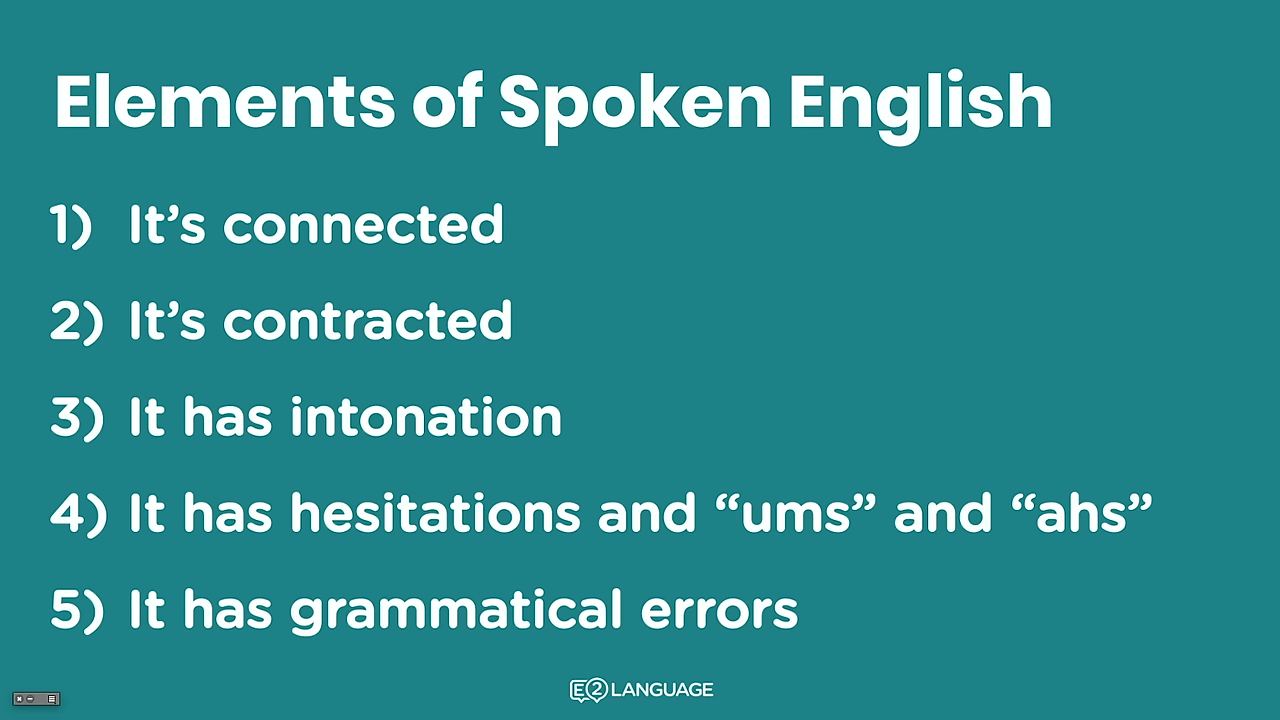 Elements of Spoken English
1) It’s connected
2) It’s contracted
3) It has intonation
4) It has hesitations and “ums” and “ahs”
5) It has grammatical errors
E2 LANGUAGE